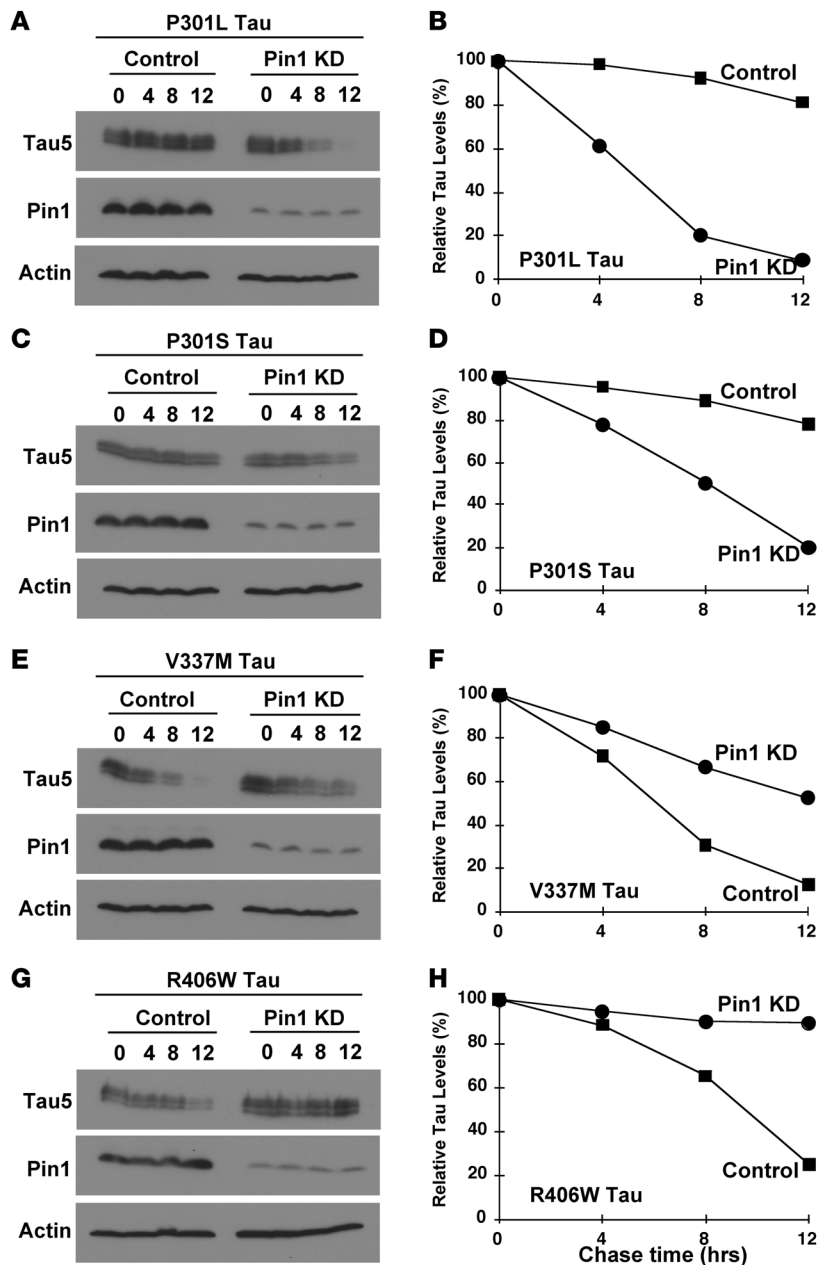 A
P301L Tau
Control Pin1 KD
0 4 8 12 0 4 8 12
Tau5
Pin1
Actin
B
Relative Tau Levels (%)
100
80
60
40
20
0
Control
Pin1 KD
P301L Tau
0 4 8 12
C
P301S Tau
Control Pin1 KD
0 4 8 12 0 4 8 12
Tau5
Pin1
Actin
D
Relative Tau Levels (%)
100
80
60
40
20
0
Control
Pin1 KD
P301S Tau
0 4 8 12
E
V337M Tau
Control Pin1 KD
0 4 8 12 0 4 8 12
Tau5
Pin1
Actin
F
Relative Tau Levels (%)
100
80
60
40
20
0
Pin1 KD
V337M Tau
Control
0 4 8 12
G
R406W Tau
Control Pin1 KD
0 4 8 12 0 4 8 12
Tau5
Pin1
Actin
H
Relative Tau Levels (%)
100
80
60
40
20
0
Pin1 KD
Control
R406W Tau
0 4 8 12
Chase time (hrs)